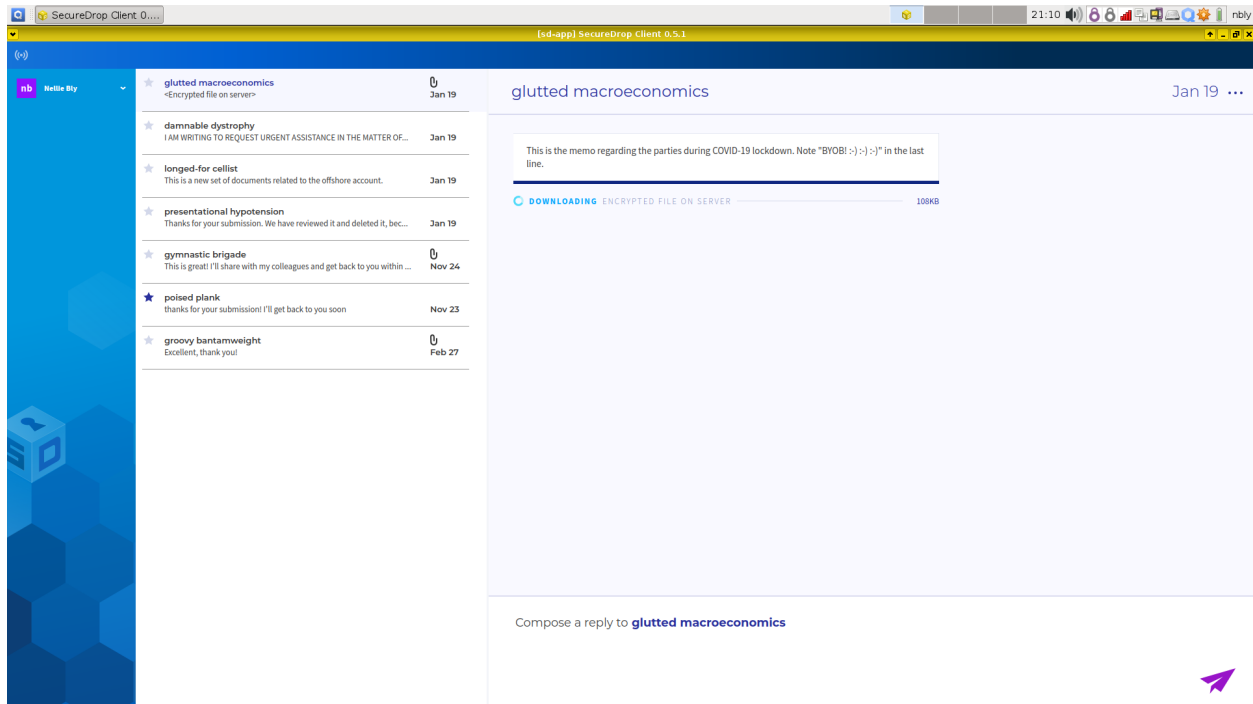 SecureDrop Client 0....
21:10
nbly
[sd-app] SecureDrop Client 0.5.1
nb
Nellie Bly
glutted macroeconomics
<Encrypted file on server>
Jan 19
damnable dystrophy
I AM WRITING TO REQUEST URGENT ASSISTANCE IN THE MATTER OF...
Jan 19
longed-for cellist
This is a new set of documents related to the offshore account.
Jan 19
presentational hypotension
Thanks for your submission. We have reviewed it and deleted it, bec...
Jan 19
gymnastic brigade
This is great! I'll share with my colleagues and get back to you within ...
Nov 24
poised plank
thanks for your submission! I'll get back to you soon
Nov 23
groovy bantamweight
Excellent, thank you!
Feb 27
SD
glutted macroeconomics
Jan 19
This is the memo regarding the parties during COVID-19 lockdown. Note "BYOB! :-) :-) :-)" in the last
line.
DOWNLOADING ENCRYPTED FILE ON SERVER
108KB
Compose a reply to glutted macroeconomics